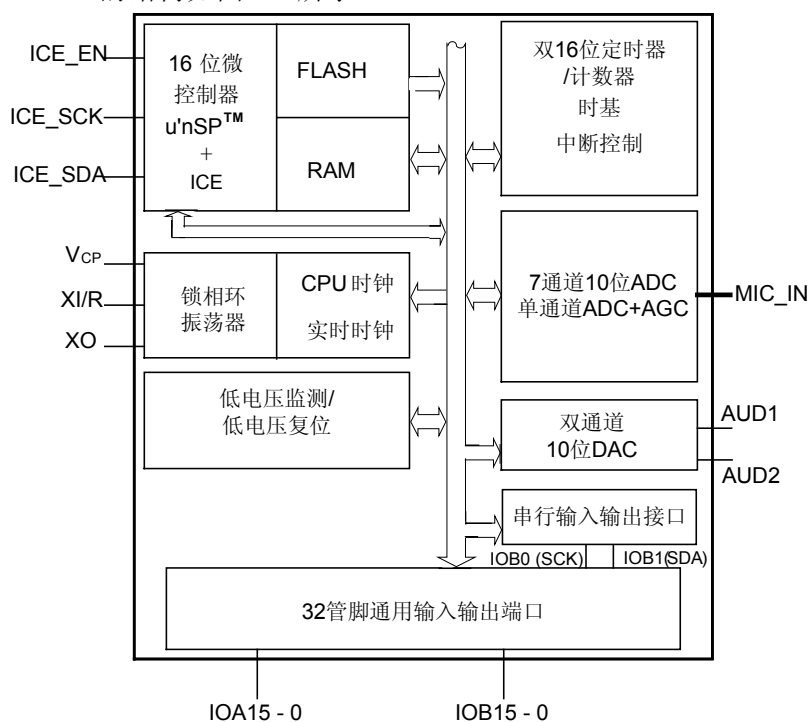 ICE_EN
ICE_SCK
ICE_SDA
16 位微
控制器
u'nSP™
+
ICE
FLASH
RAM
双16位定时器
/计数器
时基
中断控制
VCP
XI/R
XO
锁相环
振荡器
CPU 时钟
实时时钟
7通道10位ADC
单通道ADC+AGC
MIC_IN
低电压监测/
低电压复位
双通道
10位DAC
AUD1
AUD2
串行输入输出接口
IOB0 (SCK)
IOB1(SDA)
32管脚通用输入输出端口
IOA15 - 0
IOB15 - 0